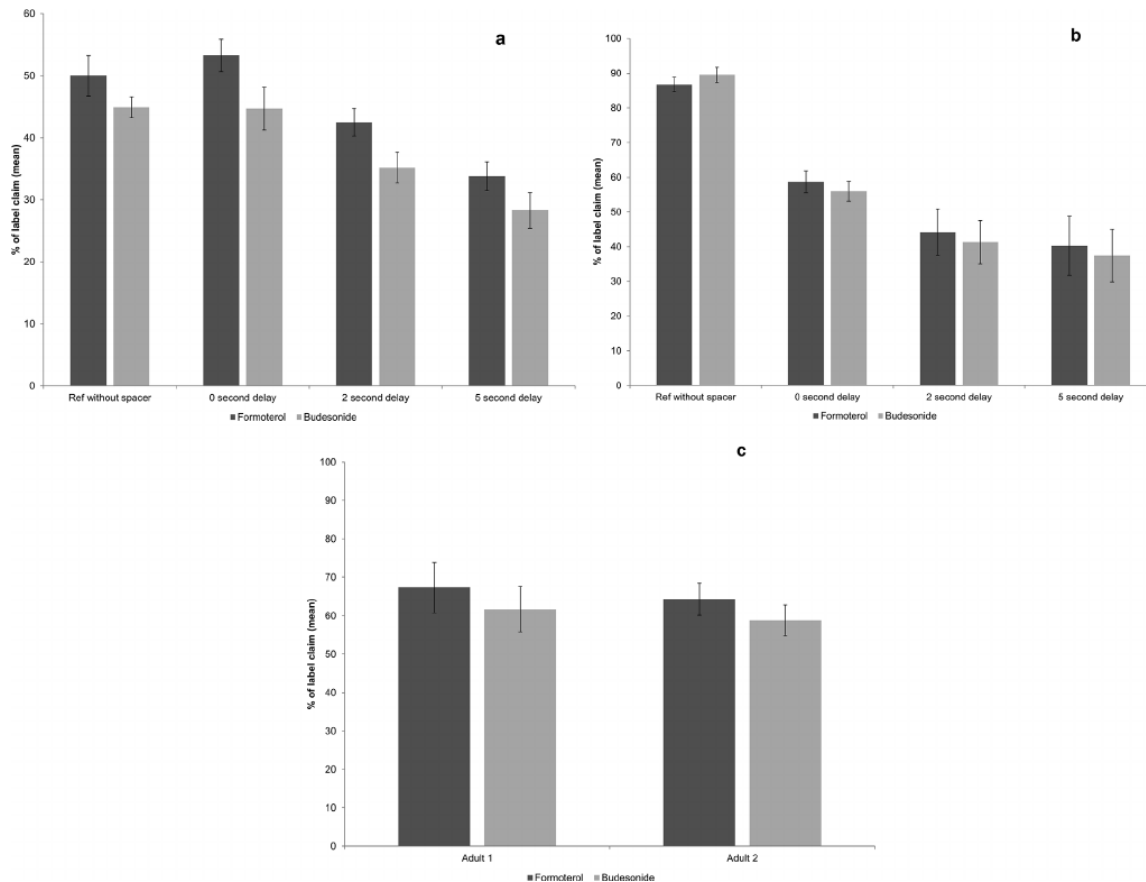 a
% of label claim (mean)
60
50
40
30
20
10
0
Ref without spacer 0 second delay 2 second delay 5 second delay
Formoterol Budesonide
b
% of label claim (mean)
100
90
80
70
60
50
40
30
20
10
0
Ref without spacer 0 second delay 2 second delay 5 second delay
Formoterol Budesonide
c
% of label claim (mean)
100
90
80
70
60
50
40
30
20
10
0
Adult 1 Adult 2
Formoterol Budesonide